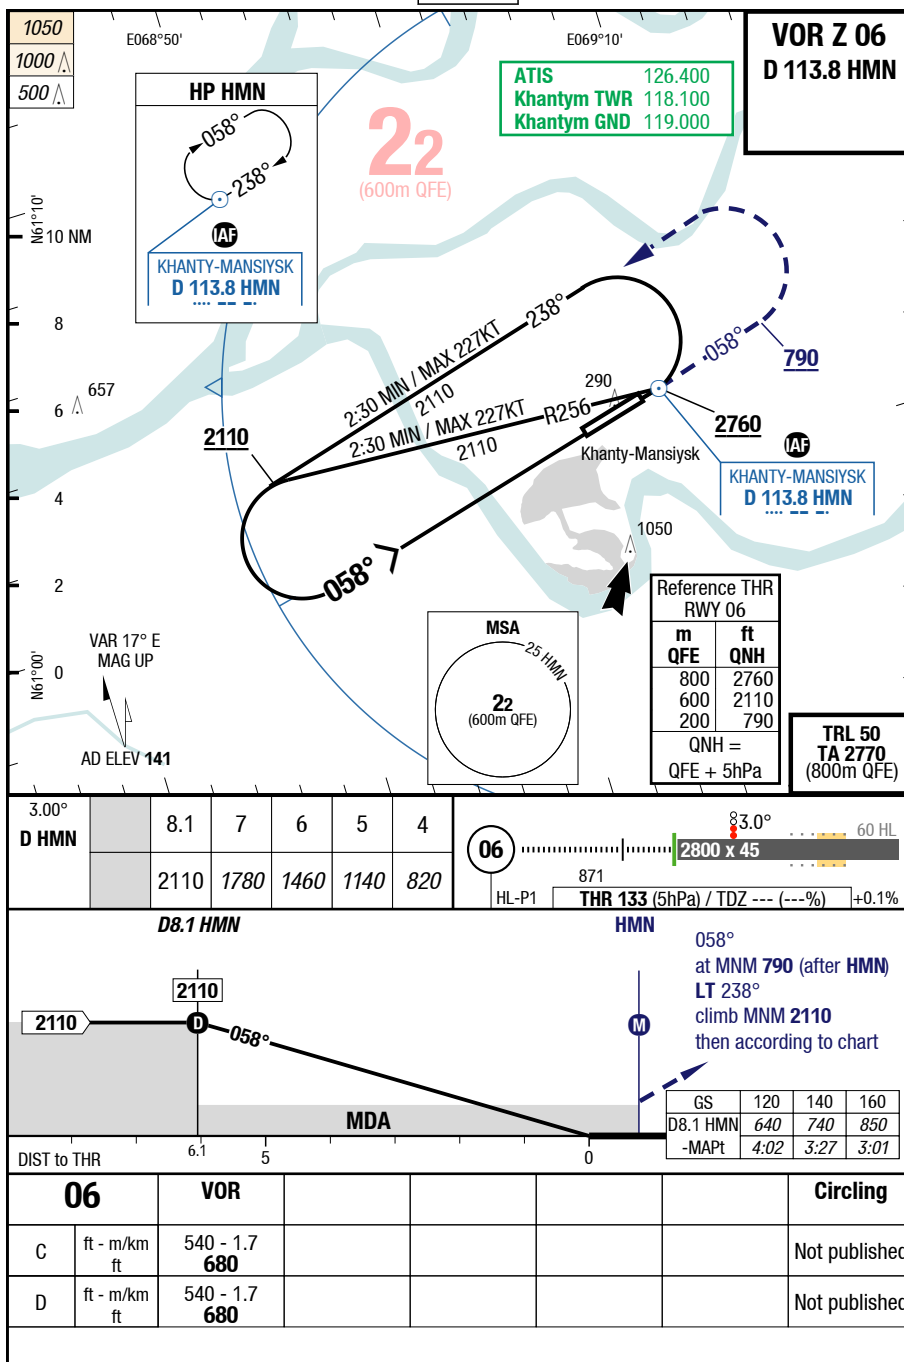 1050
1000
500
E068°50'
E069°10'
VOR Z 06
D 113.8 HMN
ATIS 126.400
Khantym TWR 118.100
Khantym GND 119.000
HP HMN
058°
238°
IAF
KHANTY-MANSIYSK
D 113.8 HMN
22
(600m QFE)
N61°10'
10 NM
8
6
4
2
0
N61°00'
657
238°
2:30 MIN / MAX 227KT
2110
2:30 MIN / MAX 227KT
2110
R256
290
058°
790
2110
2760
IAF
Khanty-Mansiysk
KHANTY-MANSIYSK
D 113.8 HMN
1050
058°
VAR 17° E
MAG UP
AD ELEV 141
MSA
25 HMN
22
(600m QFE)
Reference THR
RWY 06
m ft
QFE QNH
800 2760
600 2110
200 790
QNH =
QFE + 5hPa
TRL 50
TA 2770
(800m QFE)
3.00°
D HMN 8.1 7 6 5 4
2110 1780 1460 1140 820
06
3.0°
60 HL
2800 x 45
871
HL-P1
THR 133 (5hPa) / TDZ --- (---%)
+0.1%
D8.1 HMN
HMN
2110
2110
D
058°
M
058°
at MNM 790 (after HMN)
LT 238°
climb MNM 2110
then according to chart
MDA
GS 120 140 160
D8.1 HMN 640 740 850
-MAPt 4:02 3:27 3:01
DIST to THR
6.1
5
0
06 VOR Circling
C ft - m/km 540 - 1.7 Not published
ft 680
D ft - m/km 540 - 1.7 Not published
ft 680